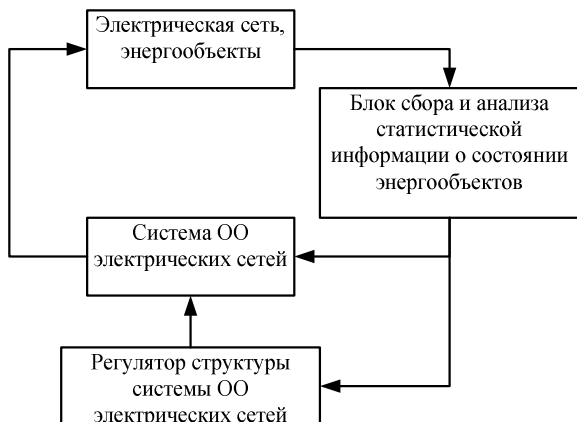 Электрическая сеть,
энергообъекты
Блок сбора и анализа
статистической
информации о состоянии
энергообъектов
Система ОО
электрических сетей
Регулятор структуры
системы ОО
электрических сетей